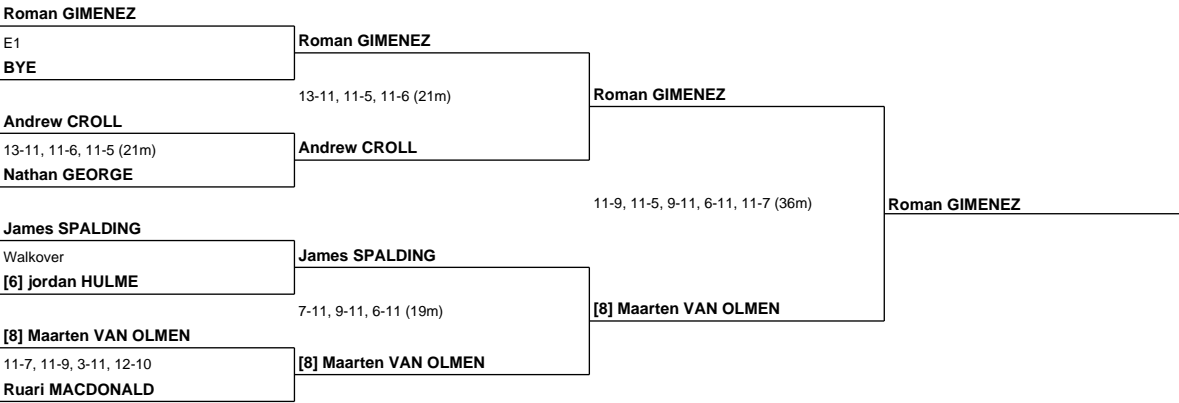 Roman GIMENEZ
E1
BYE
Roman GIMENEZ
13-11, 11-5, 11-6 (21m)
Andrew CROLL
13-11, 11-6, 11-5 (21m)
Nathan GEORGE
Andrew CROLL
Roman GIMENEZ
11-9, 11-5, 9-11, 6-11, 11-7 (36m)
Roman GIMENEZ
James SPALDING
Walkover
[6] jordan HULME
James SPALDING
7-11, 9-11, 6-11 (19m)
[8] Maarten VAN OLMEN
[8] Maarten VAN OLMEN
11-7, 11-9, 3-11, 12-10
Ruari MACDONALD
[8] Maarten VAN OLMEN